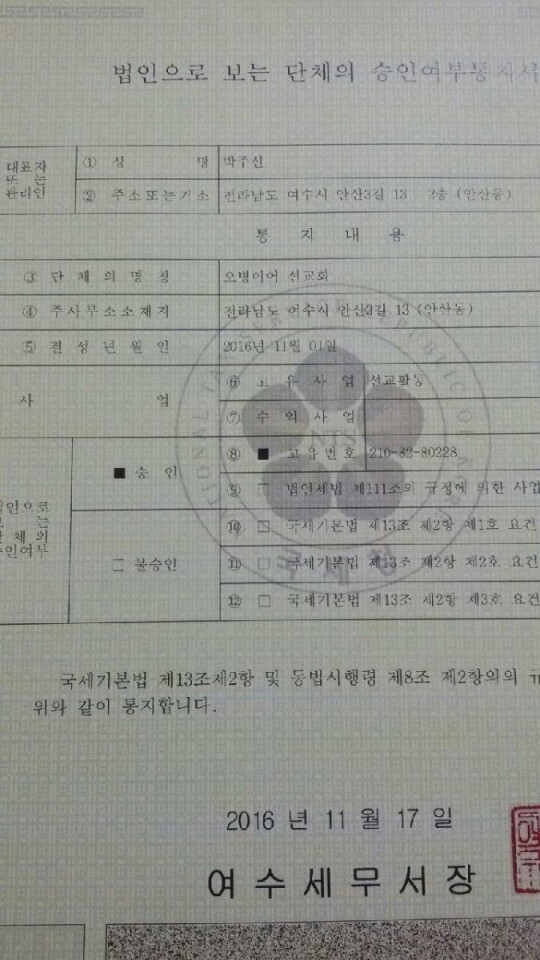 법인으로 보는 단체의 승인여부통지서
대표자 또는 관리인
① 성 명 박주신
② 주소또는거소 전라남도 여수시 안산3길 13 2층 (안산동)
통 지 내 용
③ 단 체 의 명 칭 오병이어 선교회
④ 주사무소소재지 전라남도 여수시 안산3길 13 (안산동)
⑤ 결 성 년 월 일 2016년 11월 01일
사 업
⑥ 고 유 사 업 선교활동
⑦ 수 익 사 업
NTS
국세청
법인으로 보는 단체의 승인여부
■ 승 인
⑧ ■ 고유번호 210-82-80228
⑨ □ 법인세법 제111조의 규정에 의한 사업
□ 불승인
⑩ □ 국세기본법 제13조 제2항 제1호 요건
⑪ □ 국세기본법 제13조 제2항 제2호 요건
⑫ □ 국세기본법 제13조 제2항 제3호 요건
국세기본법 제13조제2항 및 동법시행령 제8조 제2항의의 규
위와 같이 통지합니다.
2016 년 11 월 17 일
여수세무서장